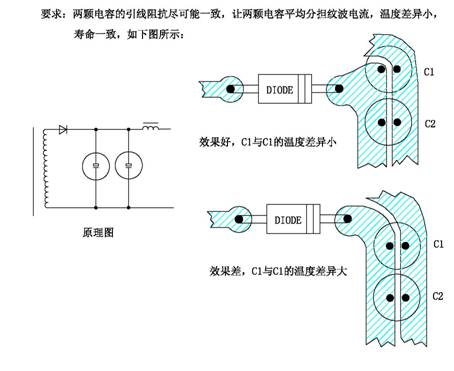 要求：两颗电容的引线阻抗尽可能一致，让两颗电容平均分担纹波电流，温度差异小，
寿命一致，如下图所示：
DIODE
C1
C2
效果好，C1与C1的温度差异小
原理图
DIODE
C1
C2
效果差，C1与C1的温度差异大